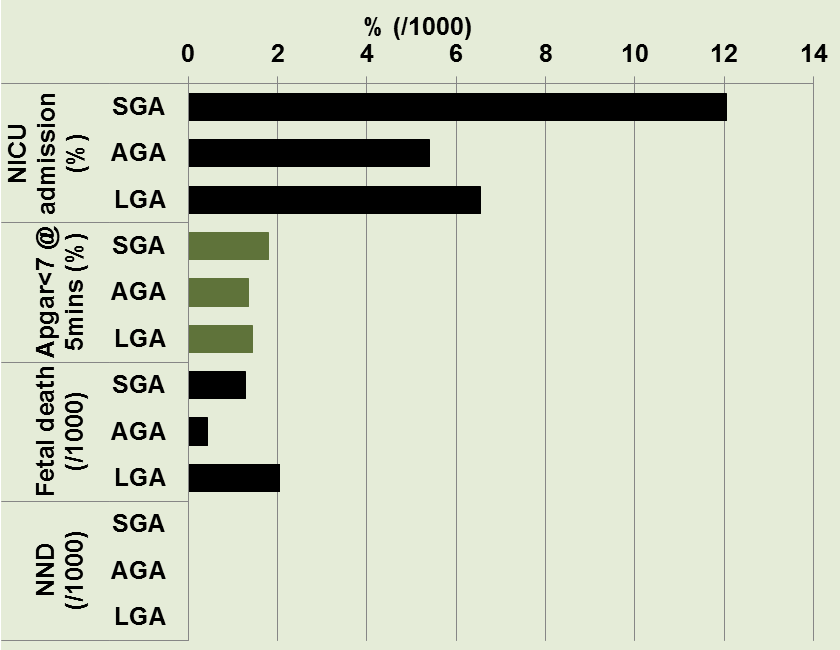 % (/1000)
0 2 4 6 8 10 12 14
NICU
admission
(%)
SGA
AGA
LGA
Apgar<7 @
5mins (%)
SGA
AGA
LGA
Fetal death
(/1000)
SGA
AGA
LGA
NND
(/1000)
SGA
AGA
LGA